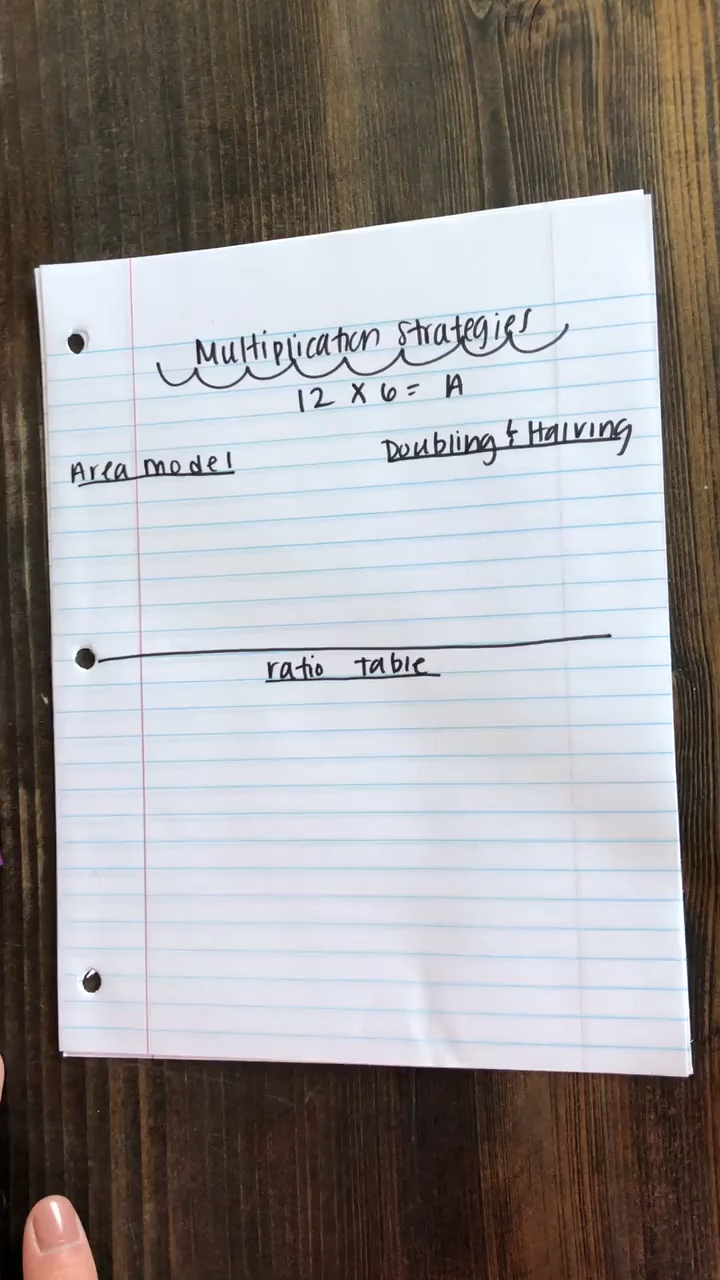 Multiplication Strategies
12 x 6 = A
Area model
Doubling & Halving
ratio table